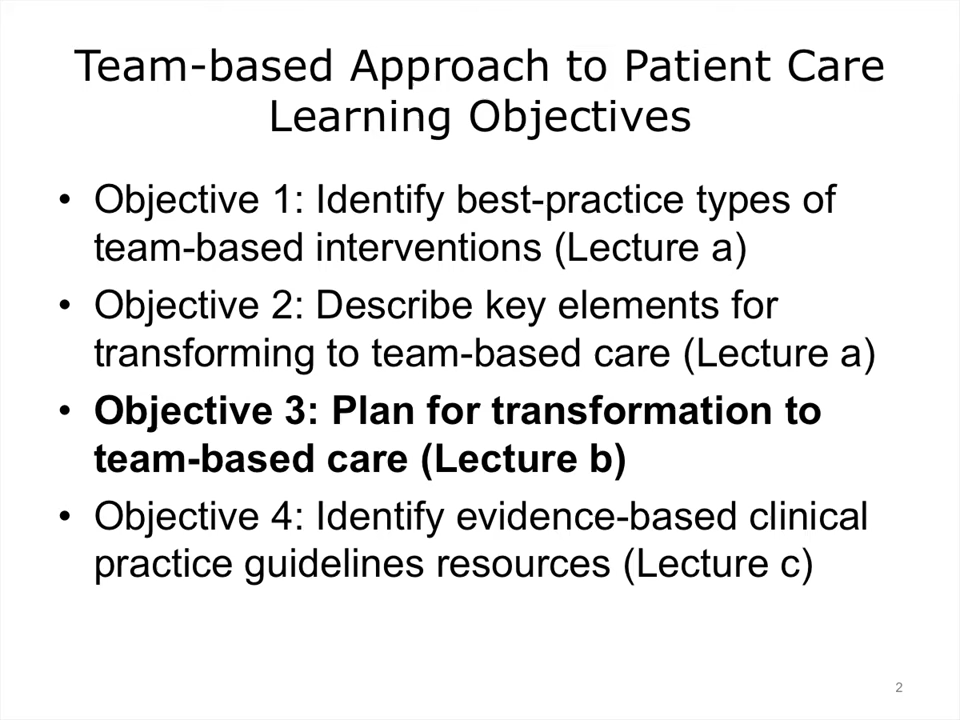 Team-based Approach to Patient Care
Learning Objectives
• Objective 1: Identify best-practice types of
team-based interventions (Lecture a)
• Objective 2: Describe key elements for
transforming to team-based care (Lecture a)
• Objective 3: Plan for transformation to
team-based care (Lecture b)
• Objective 4: Identify evidence-based clinical
practice guidelines resources (Lecture c)
2